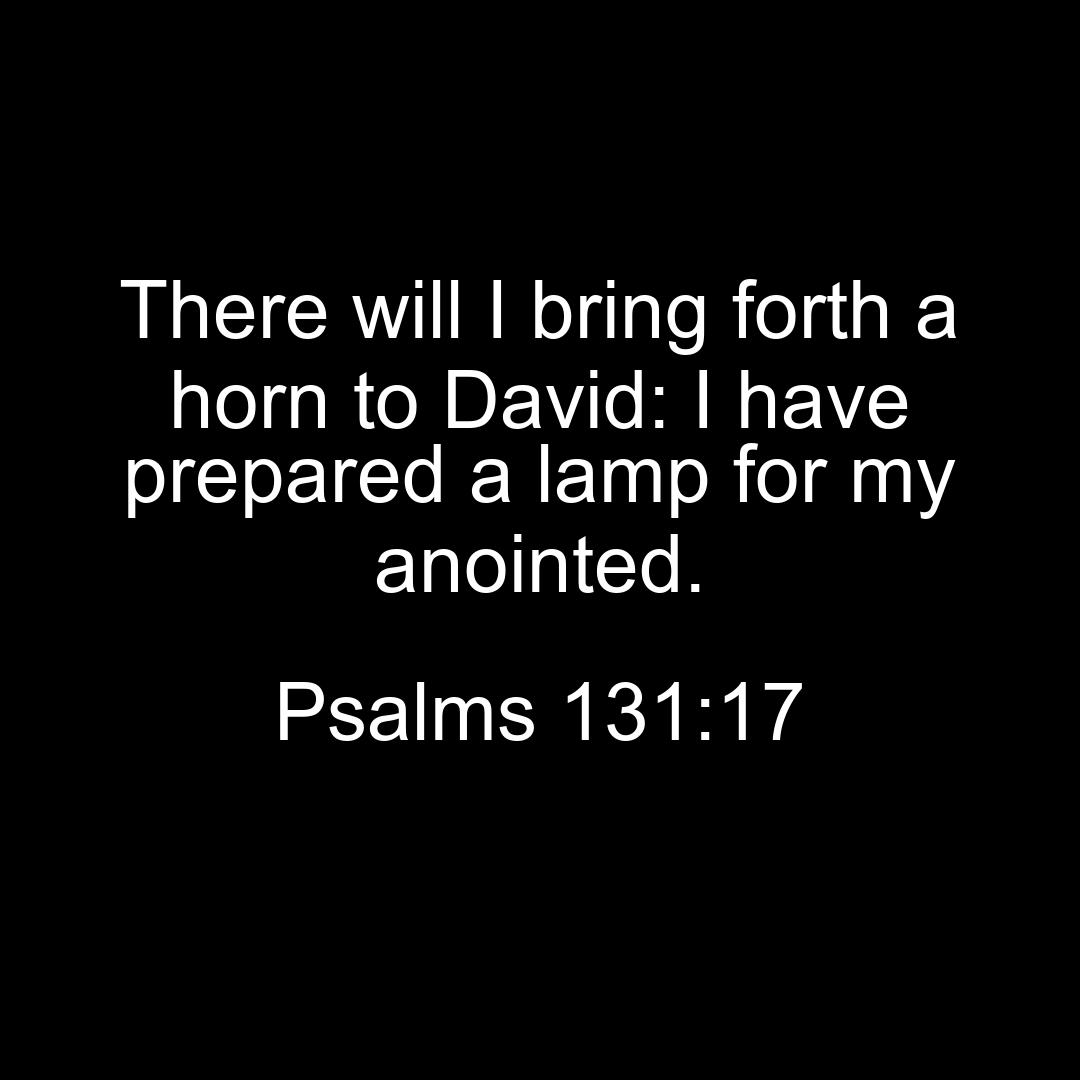 There will I bring forth a
horn to David: I have
prepared a lamp for my
anointed.
Psalms 131:17